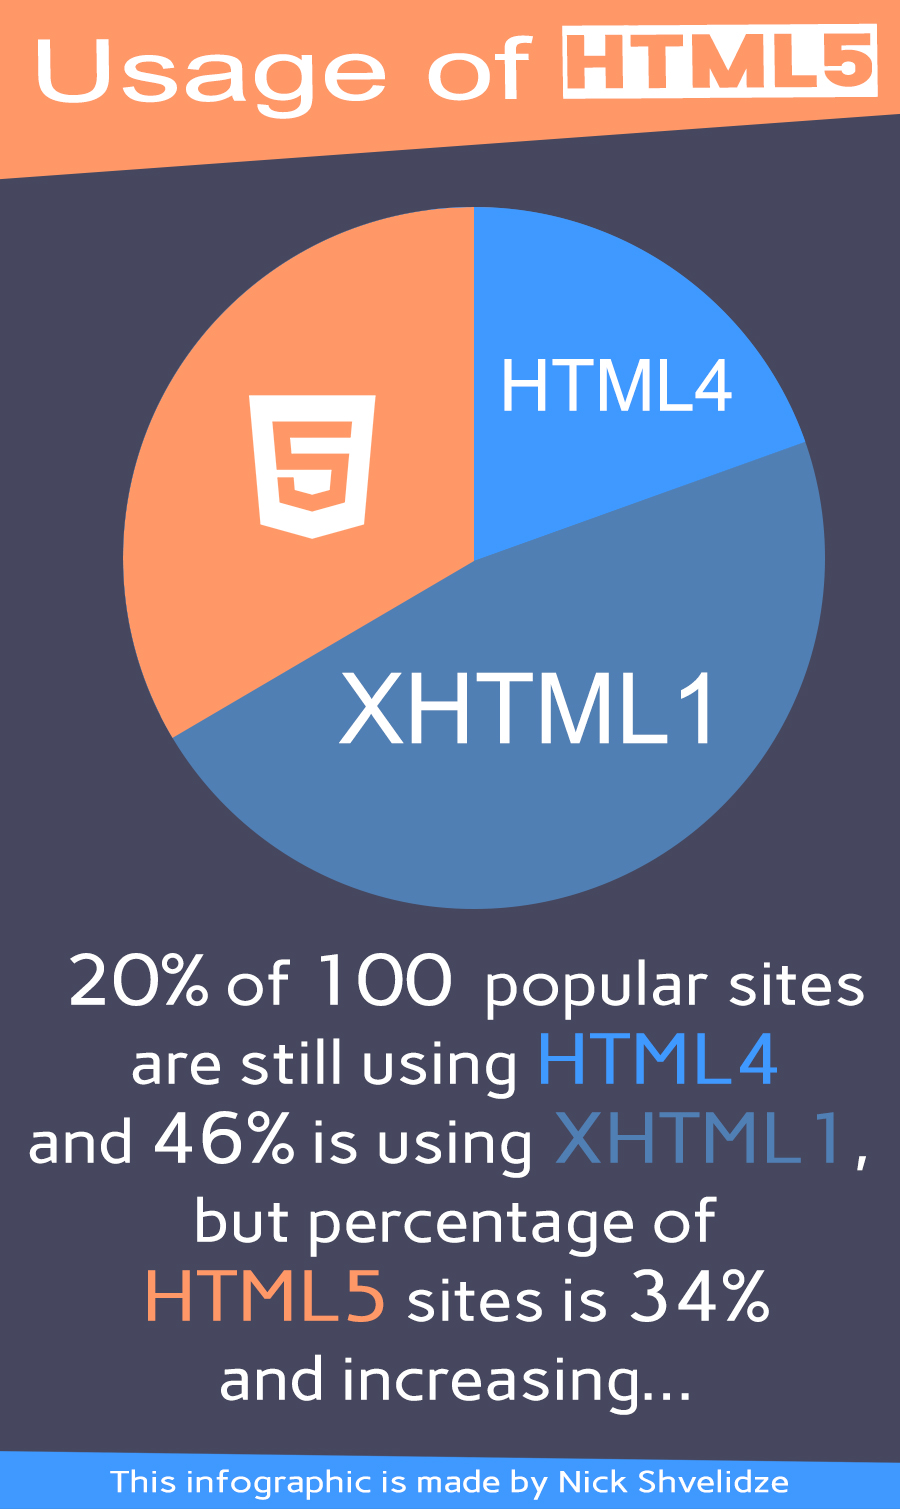 Usage of HTML5
HTML4
5
XHTML1
20% of 100 popular sites
are still using HTML4
and 46% is using XHTML1,
but percentage of
HTML5 sites is 34%
and increasing...
This infographic is made by Nick Shvelidze